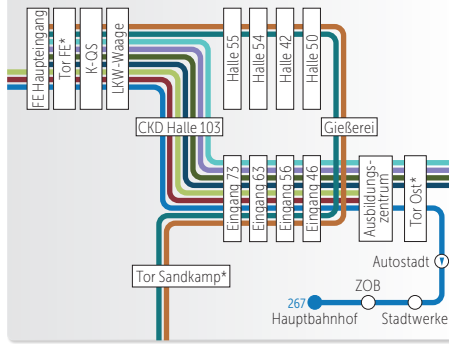 FE Haupteingang
Tor FE*
K-QS
LKW-Waage
Halle 55
Halle 54
Halle 42
Halle 50
CKD Halle 103
Gießerei
Eingang 73
Eingang 63
Eingang 56
Eingang 46
Ausbildungs-
zentrum
Tor Ost*
Tor Sandkamp*
Autostadt
ZOB
267
Hauptbahnhof
Stadtwerke